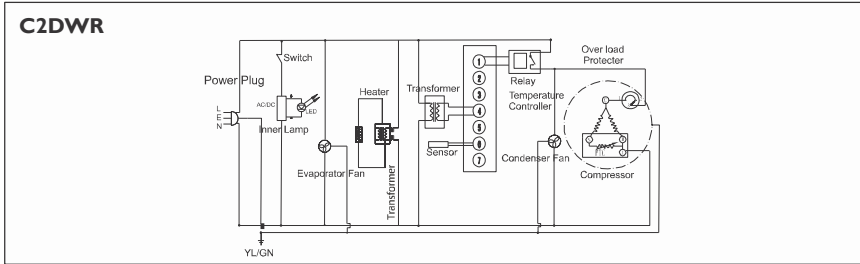 C2DWR
Switch
Power Plug
L
E
N
AC/DC
LED
Inner Lamp
Evaporator Fan
Heater
Transformer
Transformer
Sensor
1
2
3
4
5
6
7
Relay
Temperature
Controller
Condenser Fan
Over load
Protecter
PTC
Compressor
YL/GN